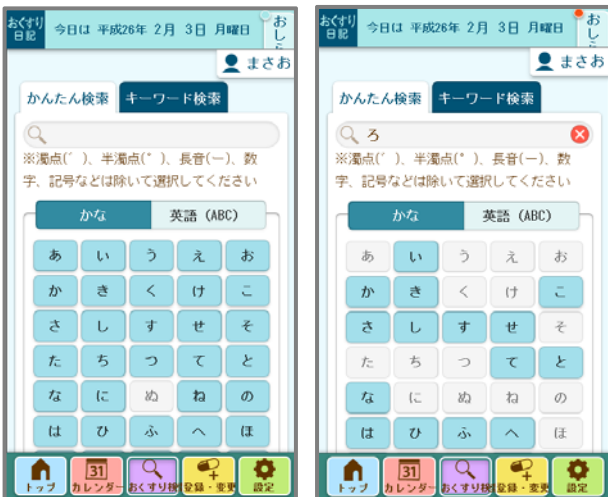 おくすり
日記
今日は 平成26年 2月 3日 月曜日
おしら
まさお
かんたん検索 キーワード検索
※濁点(゛)、半濁点(゜)、長音(ー)、数
字、記号などは除いて選択してください
かな 英語 (ABC)
あ い う え お
か き く け こ
さ し す せ そ
た ち つ て と
な に ぬ ね の
は ひ ふ へ ほ
トップ 31 カレンダー おくすり検 登録・変更 設定
おくすり
日記
今日は 平成26年 2月 3日 月曜日
おしら
まさお
かんたん検索 キーワード検索
ろ
※濁点(゛)、半濁点(゜)、長音(ー)、数
字、記号などは除いて選択してください
かな 英語 (ABC)
あ い う え お
か き く け こ
さ し す せ そ
た ち つ て と
な に ぬ ね の
は ひ ふ へ ほ
トップ 31 カレンダー おくすり検 登録・変更 設定